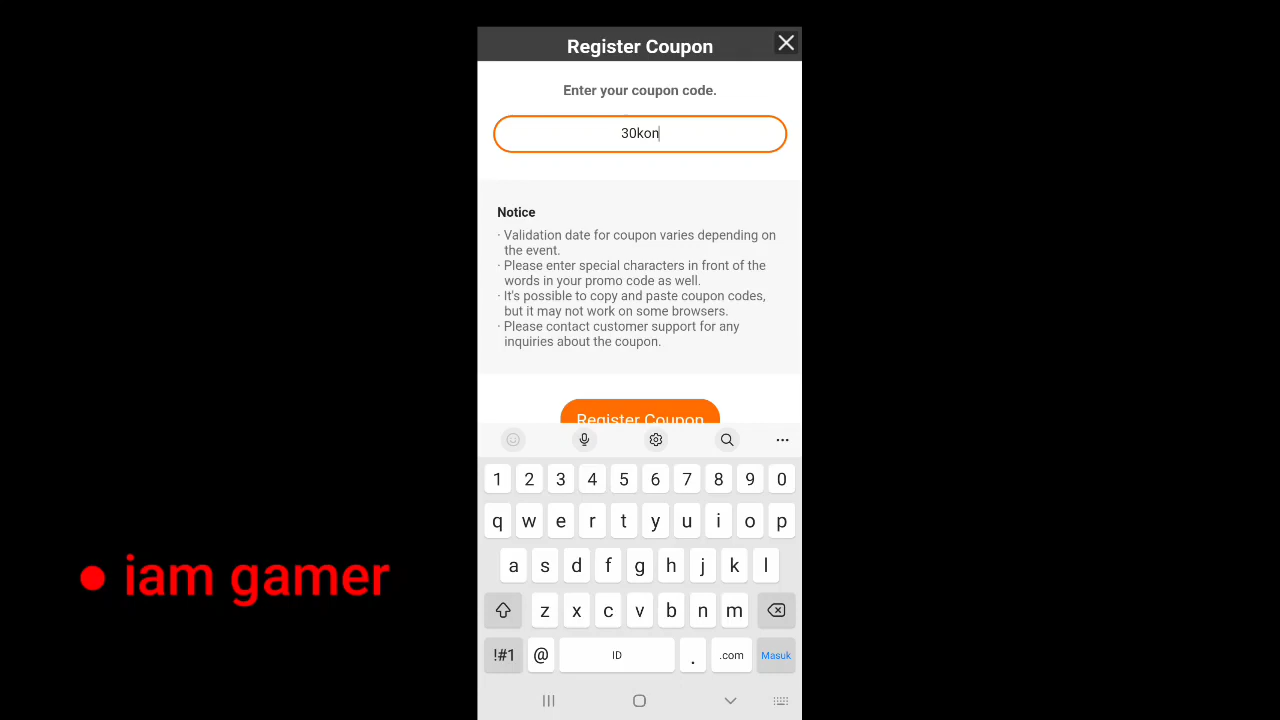 Register Coupon
Enter your coupon code.
30kon
Notice
· Validation date for coupon varies depending on
the event.
· Please enter special characters in front of the
words in your promo code as well.
· It's possible to copy and paste coupon codes,
but it may not work on some browsers.
· Please contact customer support for any
inquiries about the coupon.
Register Coupon
1 2 3 4 5 6 7 8 9 0
q w e r t y u i o p
a s d f g h j k l
z x c v b n m
!#1 @ ID . .com Masuk
• iam gamer